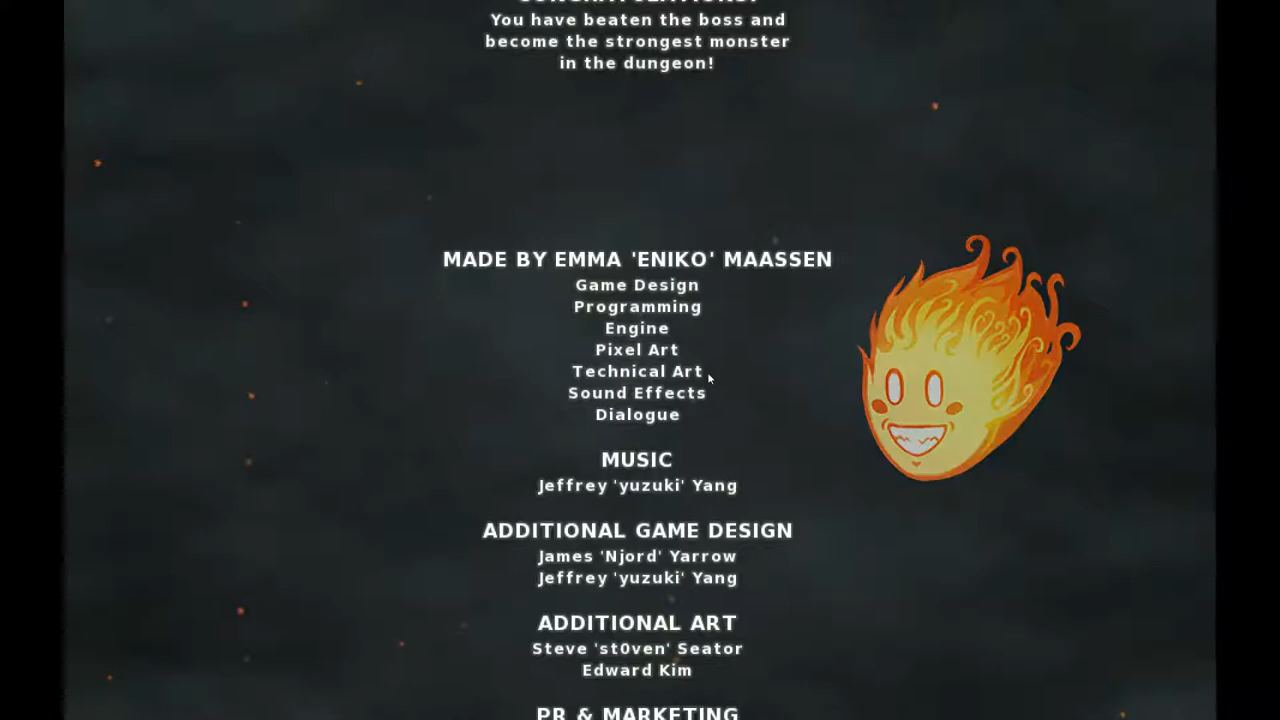 You have beaten the boss and
become the strongest monster
in the dungeon!
MADE BY EMMA 'ENIKO' MAASSEN
Game Design
Programming
Engine
Pixel Art
Technical Art
Sound Effects
Dialogue
MUSIC
Jeffrey 'yuzuki' Yang
ADDITIONAL GAME DESIGN
James 'Njord' Yarrow
Jeffrey 'yuzuki' Yang
ADDITIONAL ART
Steve 'st0ven' Seator
Edward Kim
PR & MARKETING